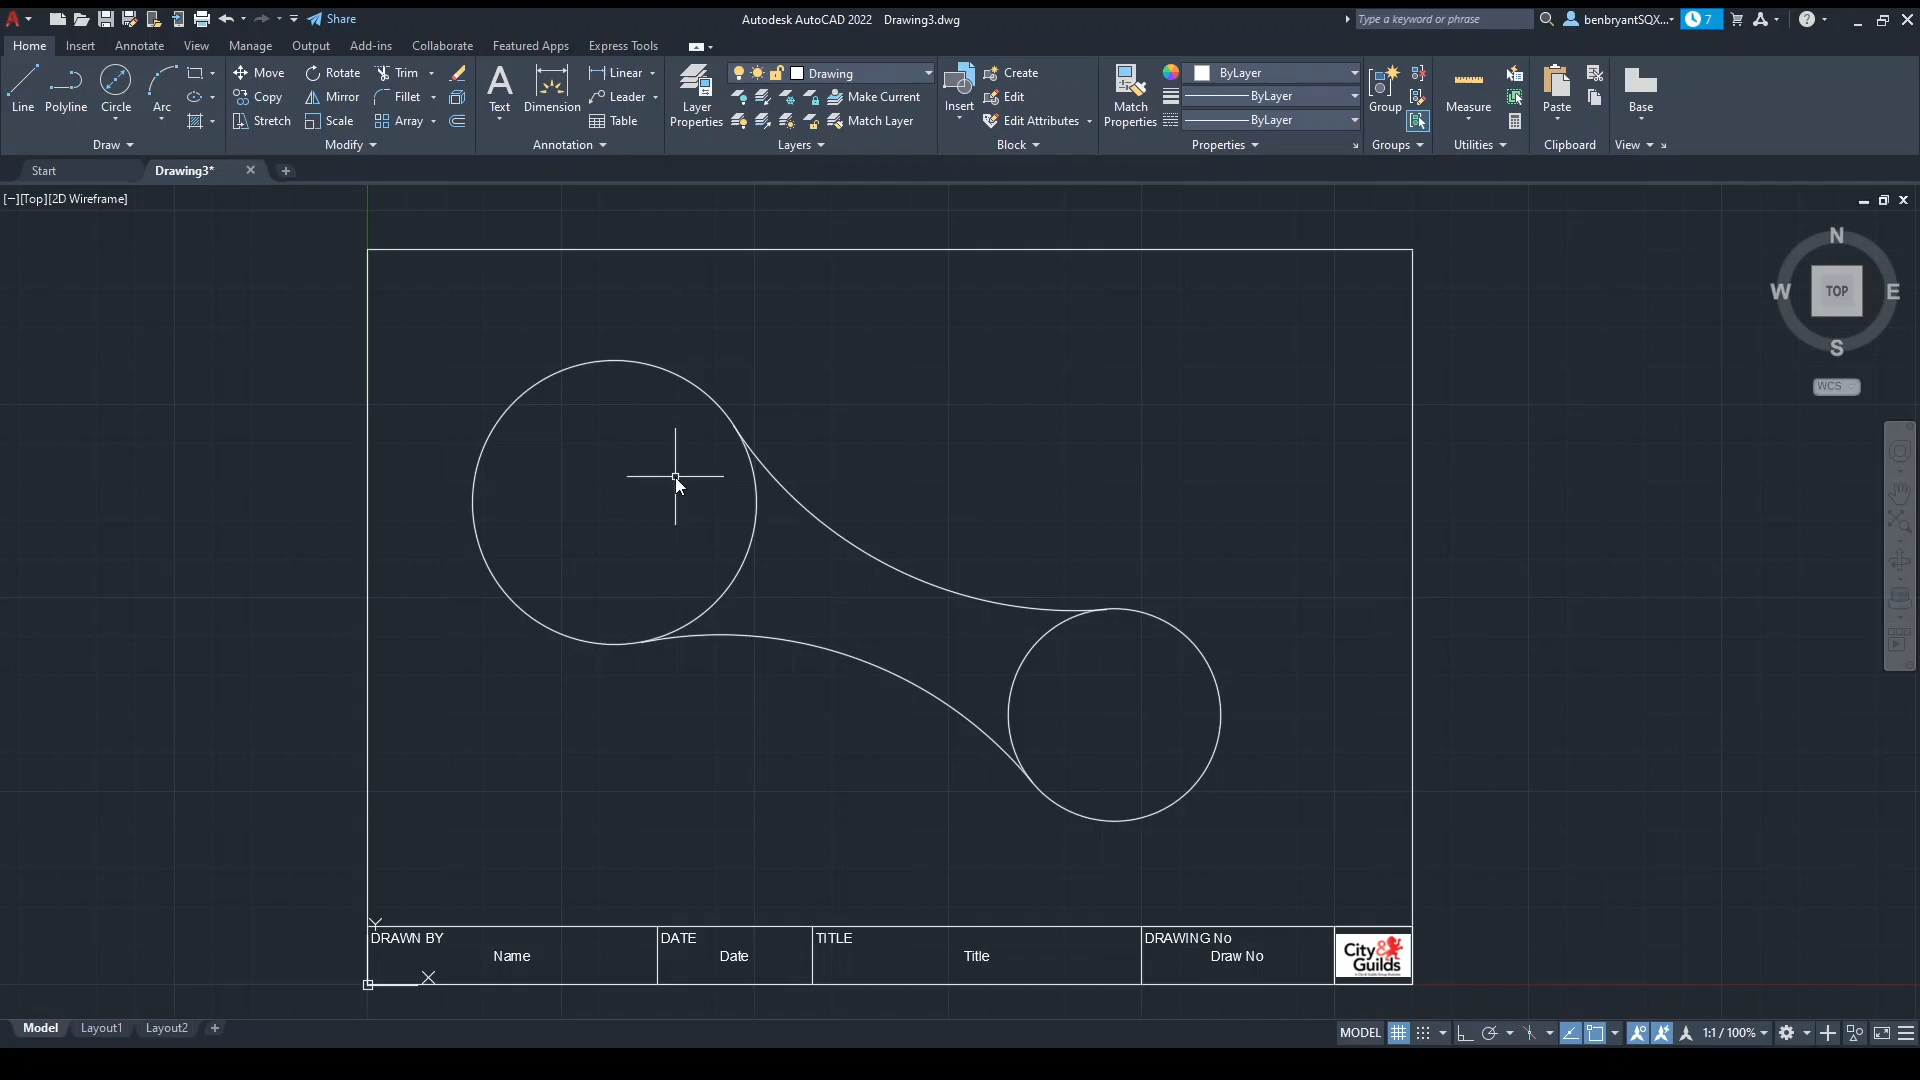 Share
Autodesk AutoCAD 2022 Drawing3.dwg
Type a keyword or phrase
benbryantSQX...
7
Home Insert Annotate View Manage Output Add-ins Collaborate Featured Apps Express Tools
Line Polyline Circle Arc
Move Rotate Trim
Copy Mirror Fillet
Stretch Scale Array
Text Dimension
Linear
Leader
Table
Layer Properties
Drawing
Make Current
Match Layer
Insert
Create
Edit
Edit Attributes
Match Properties
ByLayer
ByLayer
ByLayer
Group
Measure
Paste
Base
Draw Modify Annotation Layers Block Properties Groups Utilities Clipboard View
Start Drawing3*
[−][Top][2D Wireframe]
N
W TOP E
S
WCS
Y
X
DRAWN BY
Name
DATE
Date
TITLE
Title
DRAWING No
Draw No
City & Guilds
Model Layout1 Layout2
MODEL
1:1 / 100%